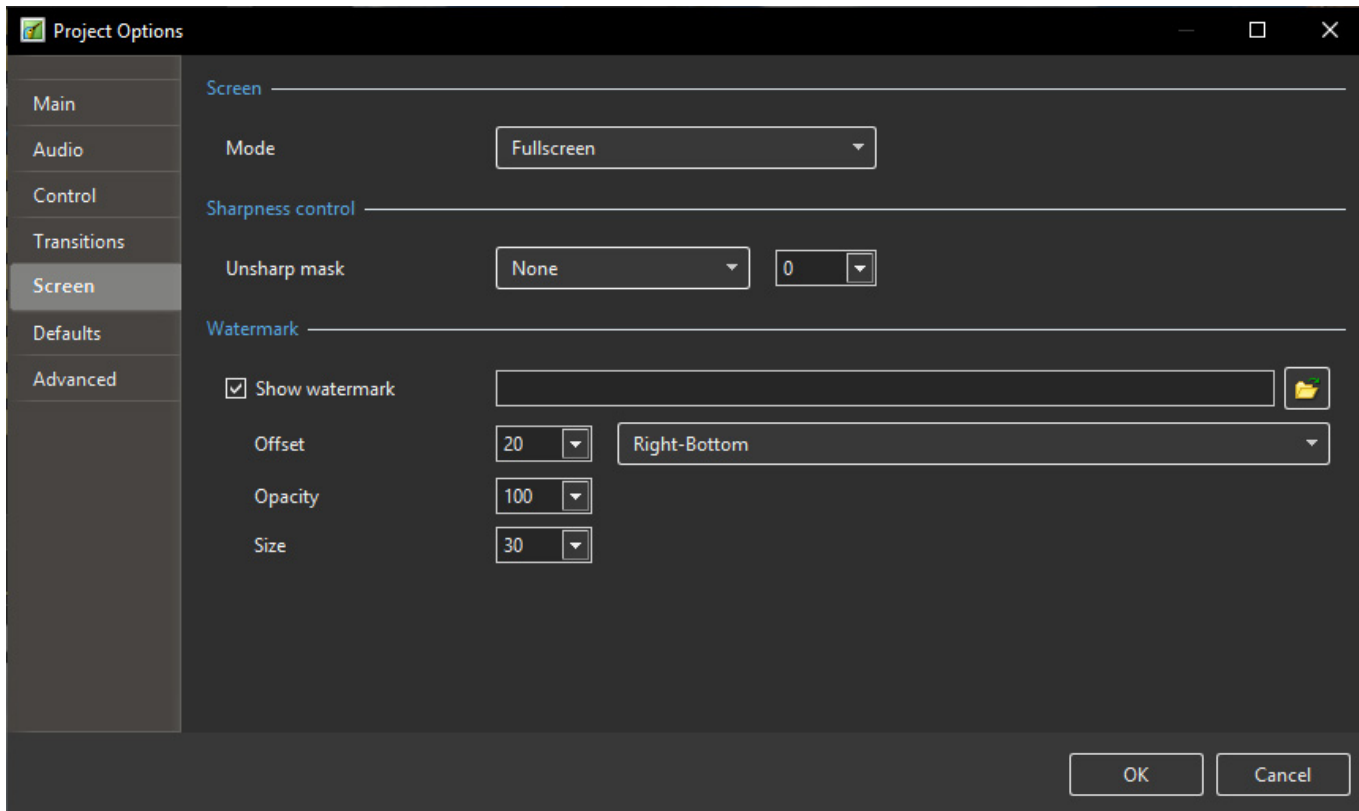 Project Options
Main
Audio
Control
Transitions
Screen
Defaults
Advanced
Screen
Mode Fullscreen
Sharpness control
Unsharp mask None 0
Watermark
Show watermark
Offset 20 Right-Bottom
Opacity 100
Size 30
OK Cancel